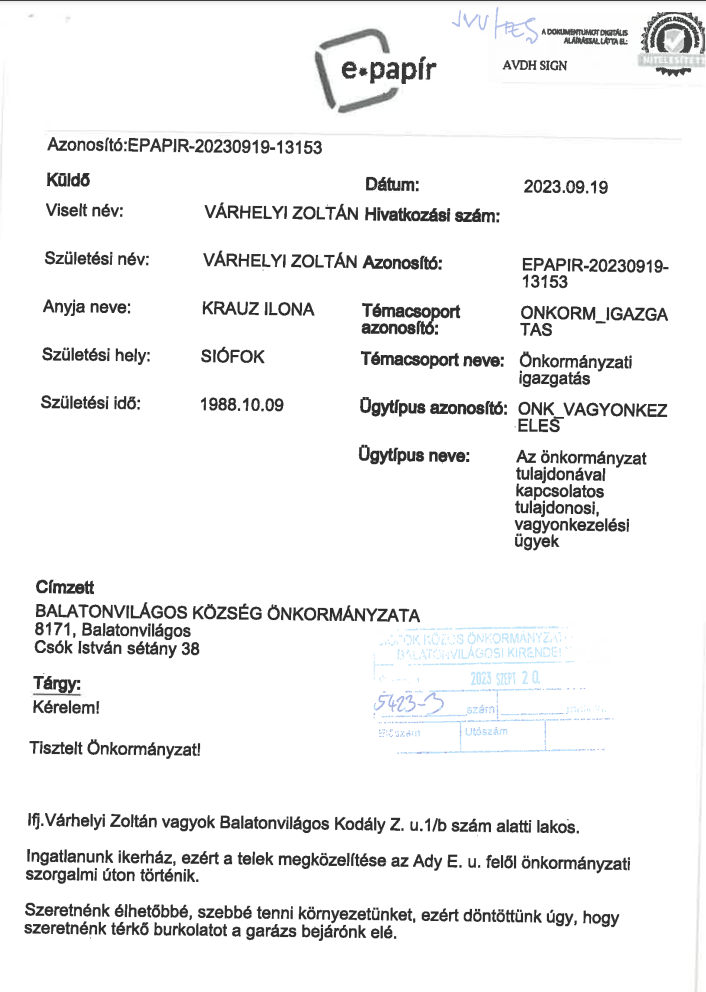 A DOKUMENTUMOT DIGITÁLIS
ALÁÍRÁSSAL LÁTTA EL:
AVDH SIGN
HITELESÍTETT
e-papír
Azonosító:EPAPIR-20230919-13153
Küldő
Dátum: 2023.09.19
Viselt név: VÁRHELYI ZOLTÁN Hivatkozási szám:
Születési név: VÁRHELYI ZOLTÁN Azonosító: EPAPIR-20230919-
13153
Anyja neve: KRAUZ ILONA Témacsoport ONKORM_IGAZGA
azonosító: TAS
Születési hely: SIÓFOK Témacsoport neve: Önkormányzati
igazgatás
Születési idő: 1988.10.09 Ügytípus azonosító: ONK_VAGYONKEZ
ELES
Ügytípus neve: Az önkormányzat
tulajdonával
kapcsolatos
tulajdonosi,
vagyonkezelési
ügyek
Címzett
BALATONVILÁGOS KÖZSÉG ÖNKORMÁNYZATA
8171, Balatonvilágos
Csók István sétány 38
KÖZÖS ÖNKORMÁNYZA
BALATONVILÁGOSI KIRENDEL
2023 SZEPT 20.
5423-3 szám
Előszám Utószám
Tárgy:
Kérelem!
Tisztelt Önkormányzat!
Ifj.Várhelyi Zoltán vagyok Balatonvilágos Kodály Z. u.1/b szám alatti lakos.
Ingatlanunk ikerház, ezért a telek megközelítése az Ady E. u. felől önkormányzati
szorgalmi úton történik.
Szeretnénk élhetőbbé, szebbé tenni környezetünket, ezért döntöttünk úgy, hogy
szeretnénk térkő burkolatot a garázs bejárónk elé.